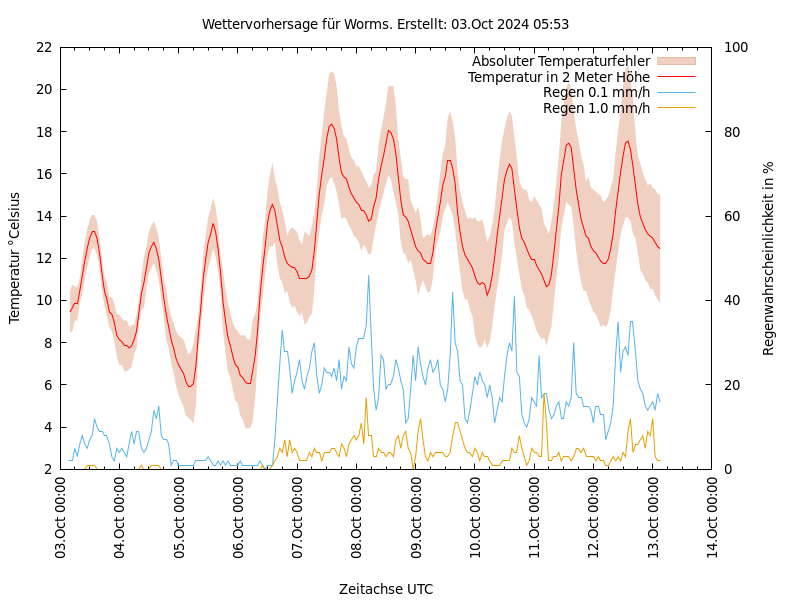 Wettervorhersage für Worms. Erstellt: 03.Oct 2024 05:53
Absoluter Temperaturfehler
Temperatur in 2 Meter Höhe
Regen 0.1 mm/h
Regen 1.0 mm/h
Temperatur °Celsius
22
20
18
16
14
12
10
8
6
4
2
100
80
60
40
20
0
Regenwahrscheinlichkeit in %
03.Oct 00:00
04.Oct 00:00
05.Oct 00:00
06.Oct 00:00
07.Oct 00:00
08.Oct 00:00
09.Oct 00:00
10.Oct 00:00
11.Oct 00:00
12.Oct 00:00
13.Oct 00:00
14.Oct 00:00
Zeitachse UTC